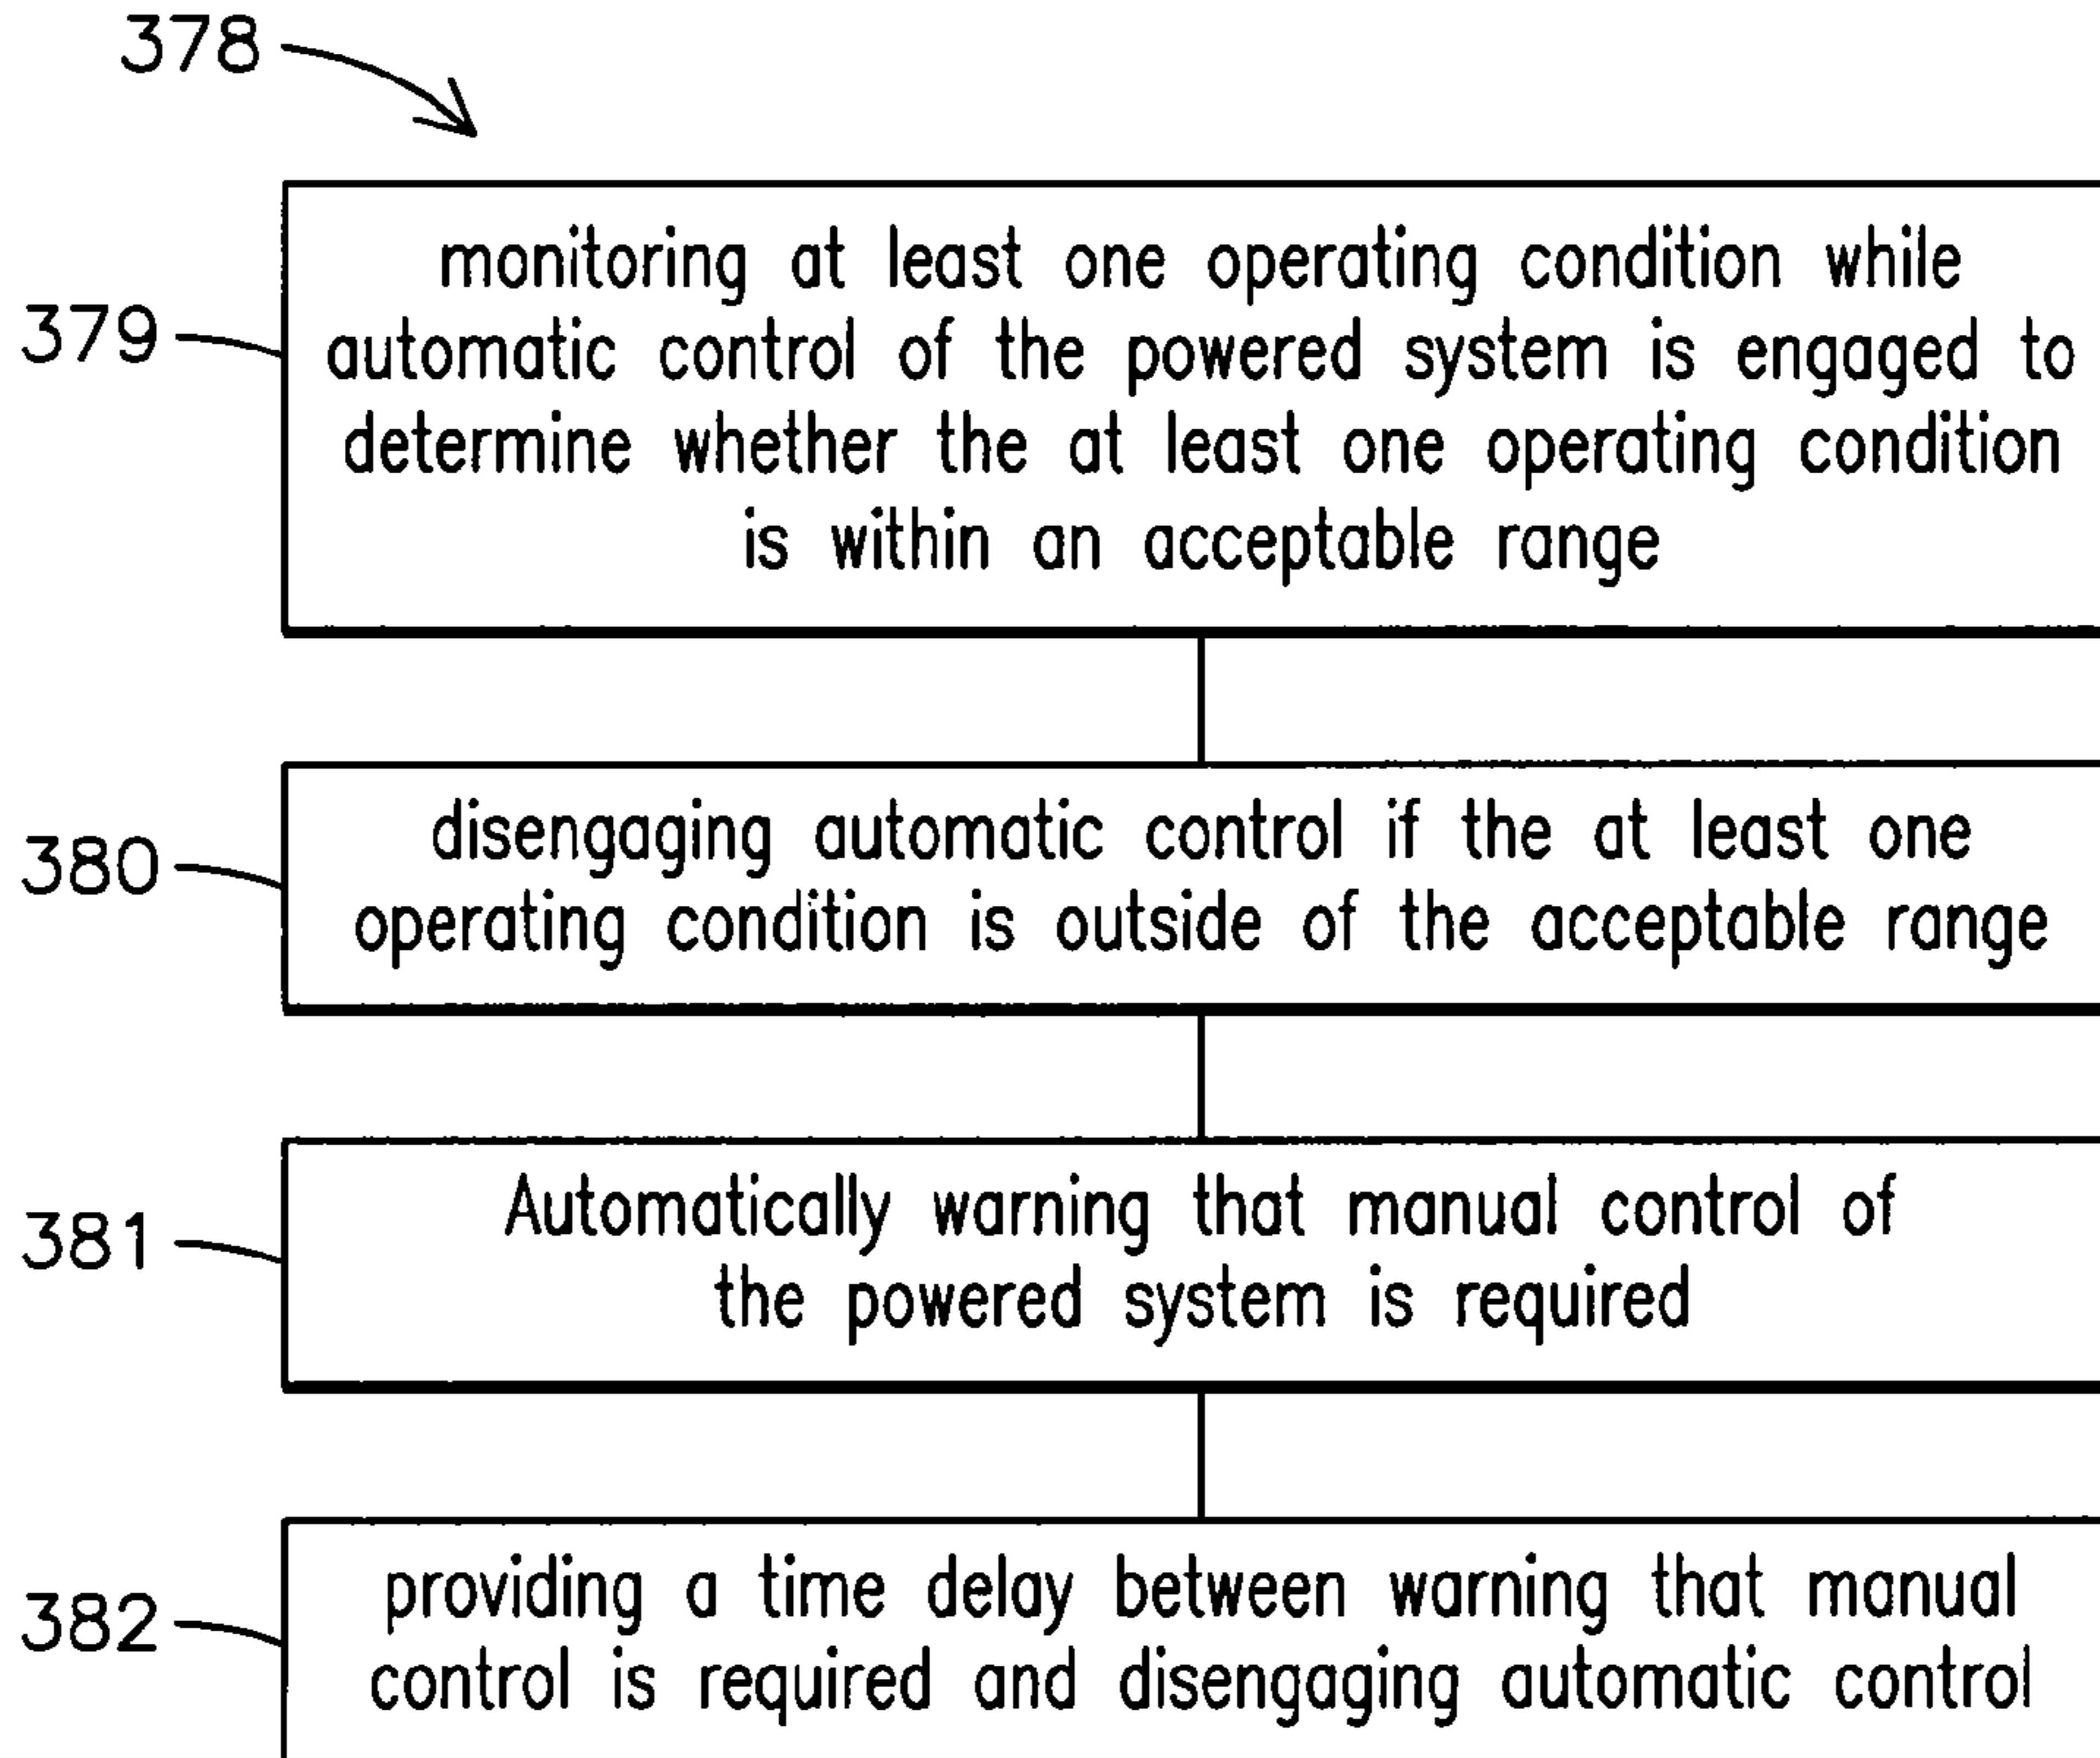 378
379
monitoring at least one operating condition while
automatic control of the powered system is engaged to
determine whether the at least one operating condition
is within an acceptable range
380
disengaging automatic control if the at least one
operating condition is outside of the acceptable range
381
Automatically warning that manual control of
the powered system is required
382
providing a time delay between warning that manual
control is required and disengaging automatic control